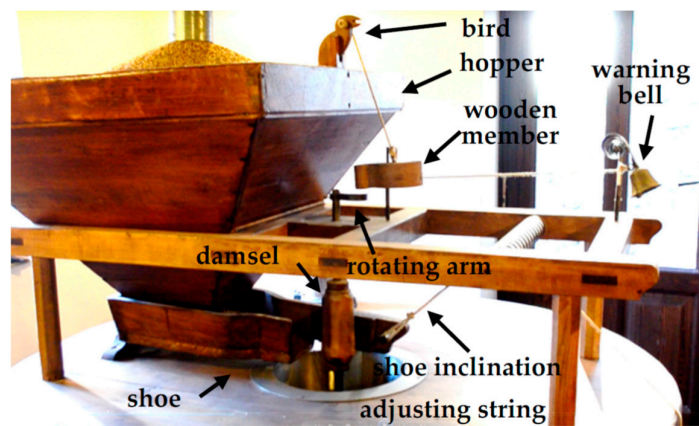 bird
hopper
warning
bell
wooden
member
damsel
rotating arm
shoe inclination
adjusting string
shoe